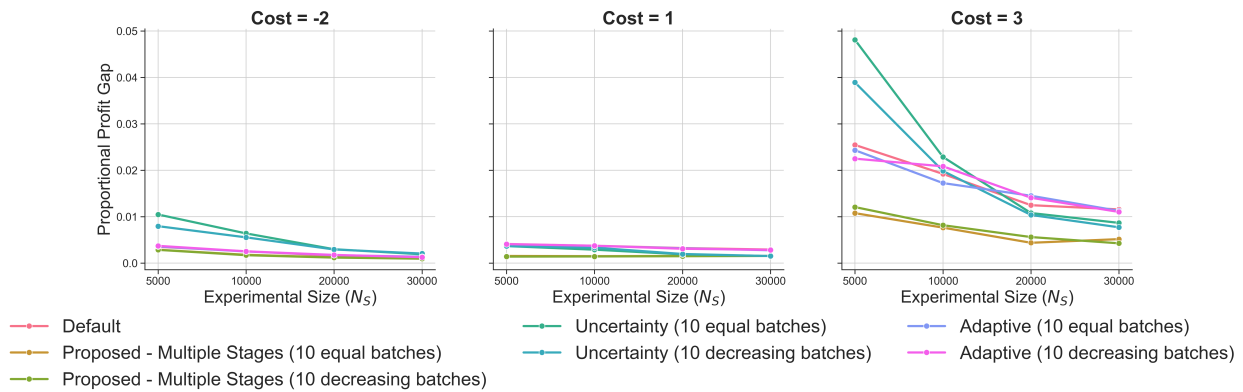 Cost = -2
Cost = 1
Cost = 3
Proportional Profit Gap
0.05
0.04
0.03
0.02
0.01
0.0
5000 10000 20000 30000
5000 10000 20000 30000
5000 10000 20000 30000
Experimental Size (N_S)
Experimental Size (N_S)
Experimental Size (N_S)
Default
Proposed - Multiple Stages (10 equal batches)
Proposed - Multiple Stages (10 decreasing batches)
Uncertainty (10 equal batches)
Uncertainty (10 decreasing batches)
Adaptive (10 equal batches)
Adaptive (10 decreasing batches)